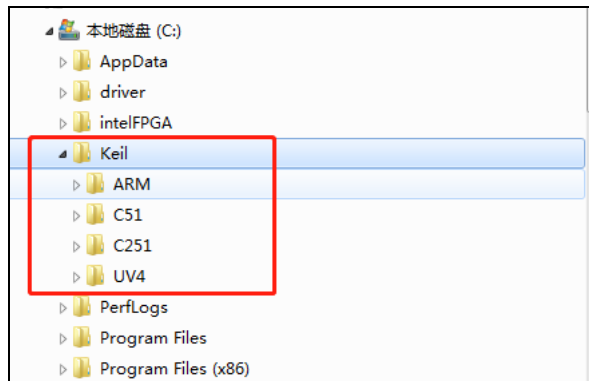 本地磁盘 (C:)
AppData
driver
intelFPGA
Keil
ARM
C51
C251
UV4
PerfLogs
Program Files
Program Files (x86)